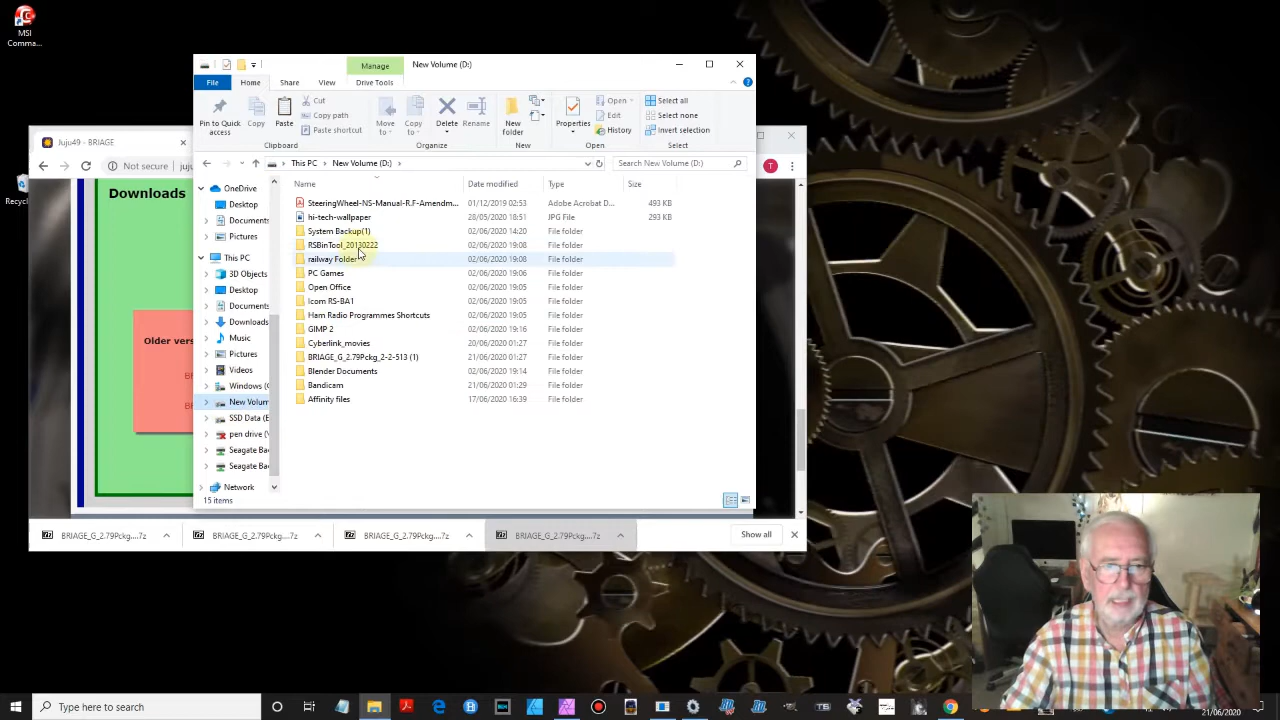 MSI
Comma...
Recyc
Manage
New Volume (D:)
File
Home
Share
View
Drive Tools
Pin to Quick
access
Copy
Paste
Cut
Copy path
Paste shortcut
Clipboard
Move
to
Copy
to
Delete
Rename
Organize
New
folder
New
Properties
Open
Edit
History
Open
Select all
Select none
Invert selection
Select
This PC
New Volume (D:)
Search New Volume (D:)
Juju49 - BRIAGE
Not secure
juju
T
Downloads
Older vers
BR
BR
OneDrive
Desktop
Documents
Pictures
This PC
3D Objects
Desktop
Documents
Downloads
Music
Pictures
Videos
Windows (C
New Volum
SSD Data (E
pen drive (
Seagate Bac
Seagate Bac
Network
Name
Date modified
Type
Size
SteeringWheel-NS-Manual-R.F-Amendm... 01/12/2019 02:53 Adobe Acrobat D... 493 KB
hi-tech-wallpaper 28/05/2020 18:51 JPG File 293 KB
System Backup(1) 02/06/2020 14:20 File folder
RSBinTool_20130222 02/06/2020 19:08 File folder
railway Folder 02/06/2020 19:08 File folder
PC Games 02/06/2020 19:06 File folder
Open Office 02/06/2020 19:05 File folder
Icom RS-BA1 02/06/2020 19:05 File folder
Ham Radio Programmes Shortcuts 02/06/2020 19:05 File folder
GIMP 2 02/06/2020 19:16 File folder
Cyberlink_movies 20/06/2020 01:27 File folder
BRIAGE_G_2.79Pckg_2-2-513 (1) 21/06/2020 01:27 File folder
Blender Documents 02/06/2020 19:14 File folder
Bandicam 21/06/2020 01:29 File folder
Affinity files 17/06/2020 16:39 File folder
15 items
BRIAGE_G_2.79Pckg....7z
BRIAGE_G_2.79Pckg....7z
BRIAGE_G_2.79Pckg....7z
BRIAGE_G_2.79Pckg....7z
Show all
Type here to search
21/06/2020